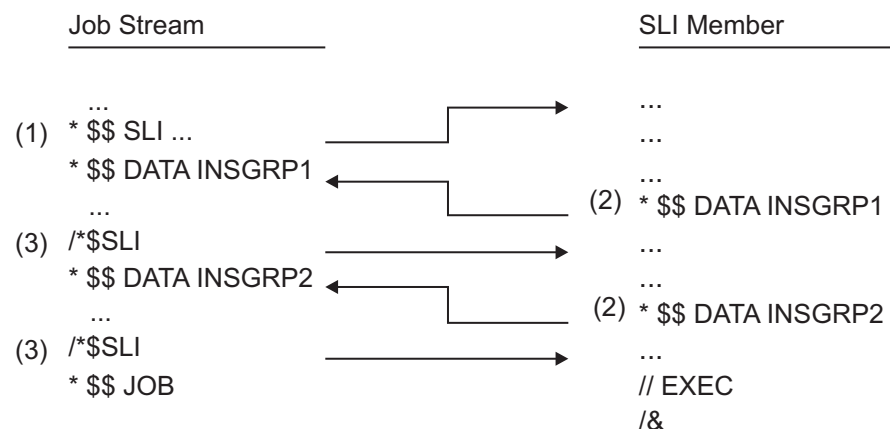 Job Stream
...
(1) * $$ SLI ...
* $$ DATA INSGRP1
...
(3) /*$SLI
* $$ DATA INSGRP2
...
(3) /*$SLI
* $$ JOB
SLI Member
...
...
...
(2) * $$ DATA INSGRP1
...
...
(2) * $$ DATA INSGRP2
...
// EXEC
/&